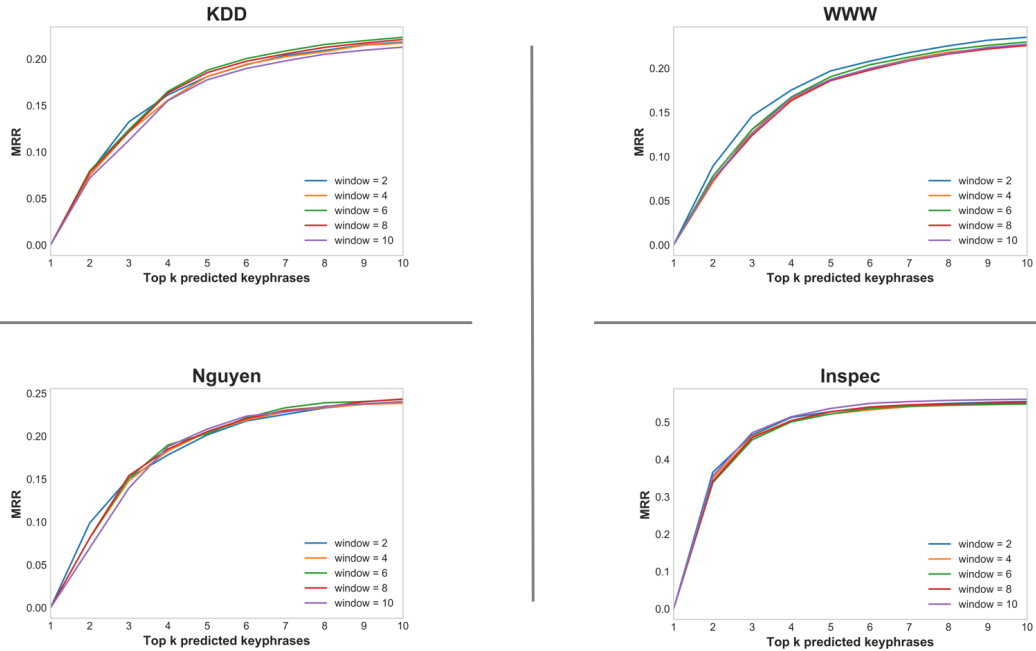 KDD
0.20
0.15
0.10
0.05
0.00
MRR
window = 2
window = 4
window = 6
window = 8
window = 10
1 2 3 4 5 6 7 8 9 10
Top k predicted keyphrases
WWW
0.20
0.15
0.10
0.05
0.00
MRR
window = 2
window = 4
window = 6
window = 8
window = 10
1 2 3 4 5 6 7 8 9 10
Top k predicted keyphrases
Nguyen
0.25
0.20
0.15
0.10
0.05
0.00
MRR
window = 2
window = 4
window = 6
window = 8
window = 10
1 2 3 4 5 6 7 8 9 10
Top k predicted keyphrases
Inspec
0.5
0.4
0.3
0.2
0.1
0.0
MRR
window = 2
window = 4
window = 6
window = 8
window = 10
1 2 3 4 5 6 7 8 9 10
Top k predicted keyphrases